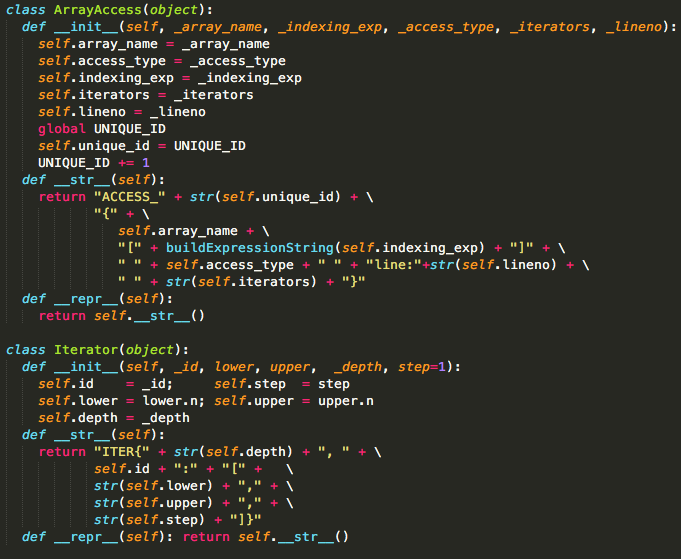 class ArrayAccess(object):
  def __init__(self, _array_name, _indexing_exp, _access_type, _iterators, _lineno):
    self.array_name = _array_name
    self.access_type = _access_type
    self.indexing_exp = _indexing_exp
    self.iterators = _iterators
    self.lineno = _lineno
    global UNIQUE_ID
    self.unique_id = UNIQUE_ID
    UNIQUE_ID += 1
  def __str__(self):
    return "ACCESS_" + str(self.unique_id) + \
           "{" + \
              self.array_name + \
              "[" + buildExpressionString(self.indexing_exp) + "]" + \
              " " + self.access_type + " " + "line:"+str(self.lineno) + \
              " " + str(self.iterators) + "}"
  def __repr__(self):
    return self.__str__()

class Iterator(object):
  def __init__(self, _id, lower, upper,  _depth, step=1):
    self.id    = _id;     self.step  = step
    self.lower = lower.n; self.upper = upper.n
    self.depth = _depth
  def __str__(self):
    return "ITER{" + str(self.depth) + ", " + \
           self.id + ":" + "[" +   \
           str(self.lower) + "," + \
           str(self.upper) + "," + \
           str(self.step) + "]}"
  def __repr__(self): return self.__str__()